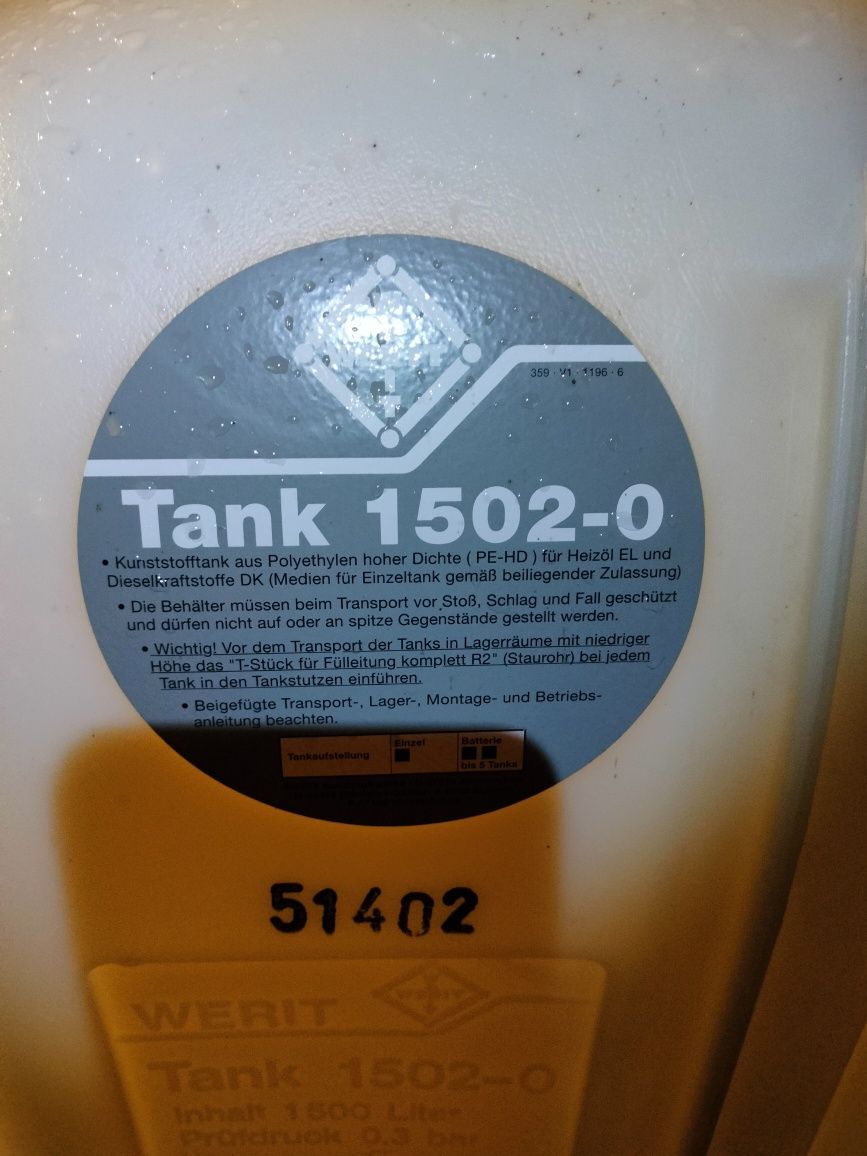 359 · V1 · 1196 · 6
Tank 1502-0
• Kunststofftank aus Polyethylen hoher Dichte ( PE-HD ) für Heizöl EL und
Dieselkraftstoffe DK (Medien für Einzeltank gemäß beiliegender Zulassung)
• Die Behälter müssen beim Transport vor Stoß, Schlag und Fall geschützt
und dürfen nicht auf oder an spitze Gegenstände gestellt werden.
• Wichtig! Vor dem Transport der Tanks in Lagerräume mit niedriger
Höhe das "T-Stück für Fülleitung komplett R2" (Staurohr) bei jedem
Tank in den Tankstutzen einführen.
• Beigefügte Transport-, Lager-, Montage- und Betriebs-
anleitung beachten.
Tankaufstellung Einzel Batterie
bis 5 Tanks
51402
WERIT WERIT
Tank 1502-0
Inhalt 1500 Liter
Prüfdruck 0.3 bar